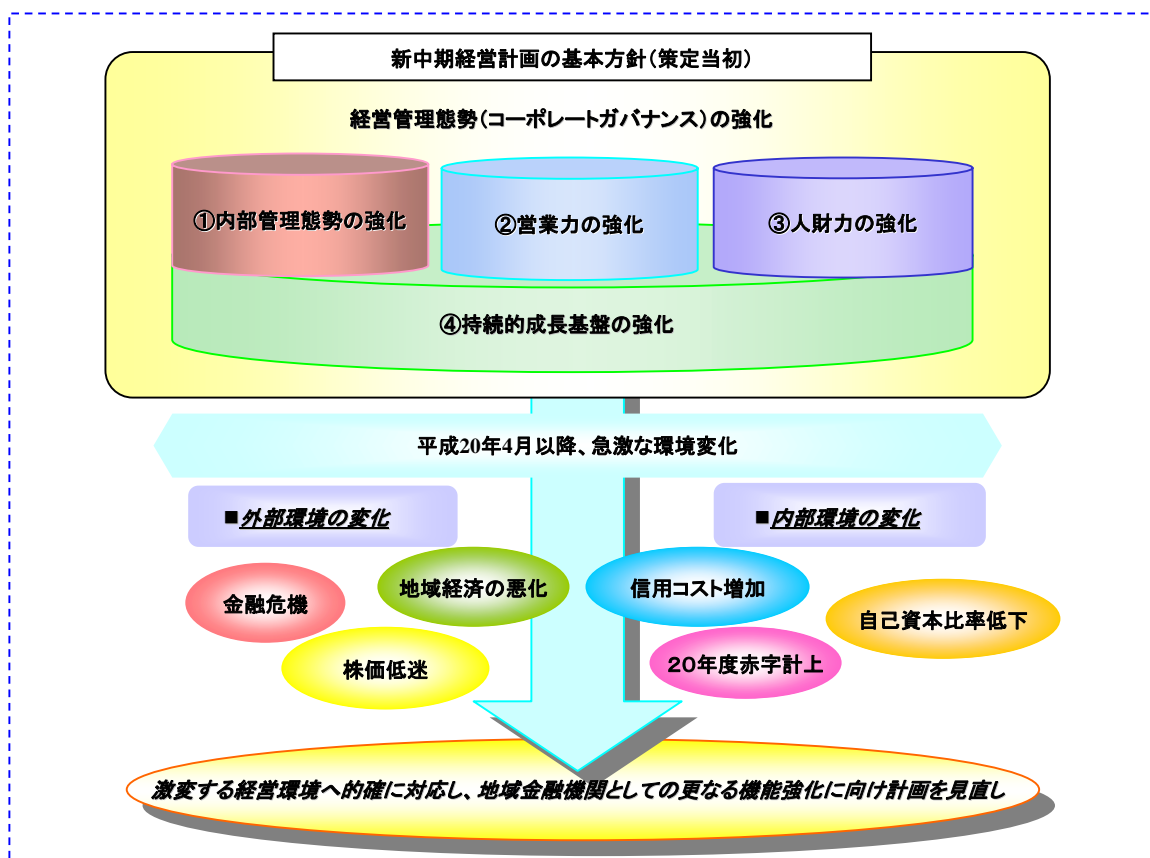 新中期経営計画の基本方針（策定当初）
経営管理態勢（コーポレートガバナンス）の強化
①内部管理態勢の強化
②営業力の強化
③人財力の強化
④持続的成長基盤の強化
平成20年4月以降、急激な環境変化
■外部環境の変化
■内部環境の変化
金融危機
地域経済の悪化
株価低迷
信用コスト増加
自己資本比率低下
２０年度赤字計上
激変する経営環境へ的確に対応し、地域金融機関としての更なる機能強化に向け計画を見直し